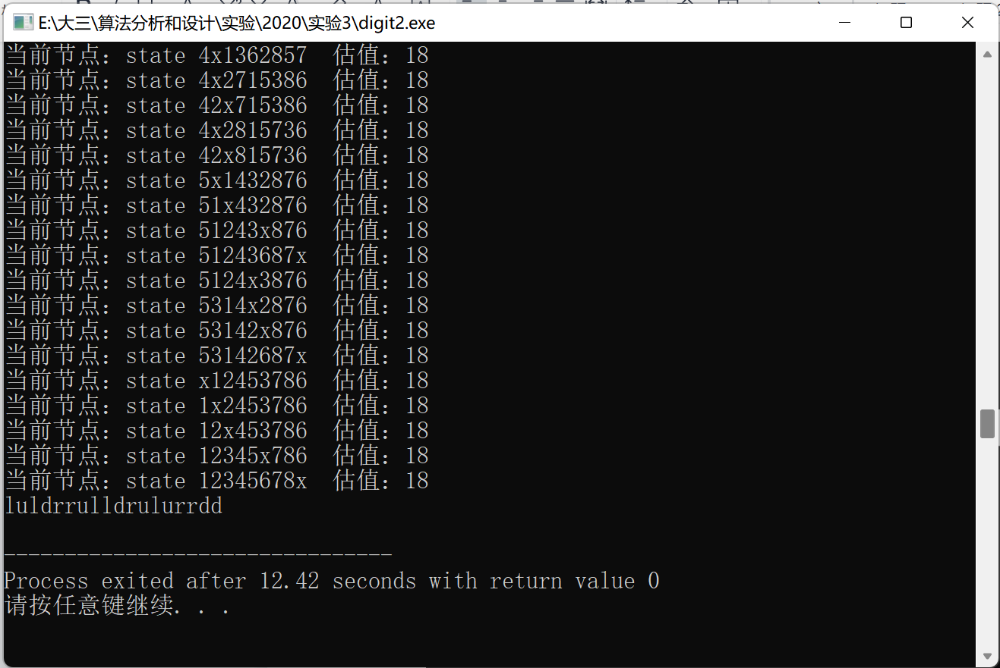 E:\大三\算法分析和设计\实验\2020\实验3\digit2.exe
当前节点：state 4x1362857 估值：18
当前节点：state 4x2715386 估值：18
当前节点：state 42x715386 估值：18
当前节点：state 4x2815736 估值：18
当前节点：state 42x815736 估值：18
当前节点：state 5x1432876 估值：18
当前节点：state 51x432876 估值：18
当前节点：state 51243x876 估值：18
当前节点：state 51243687x 估值：18
当前节点：state 5124x3876 估值：18
当前节点：state 5314x2876 估值：18
当前节点：state 53142x876 估值：18
当前节点：state 53142687x 估值：18
当前节点：state x12453786 估值：18
当前节点：state 1x2453786 估值：18
当前节点：state 12x453786 估值：18
当前节点：state 12345x786 估值：18
当前节点：state 12345678x 估值：18
luldrrulldrulurrdd
--------------------------------
Process exited after 12.42 seconds with return value 0
请按任意键继续. . .